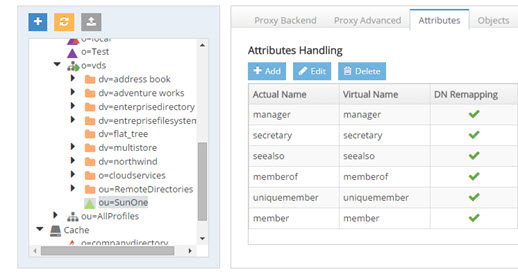 o=Test
o=vds
dv=address book
dv=adventure works
dv=enterprisedirectory
dv=entreprisefilesystem
dv=flat_tree
dv=multistore
dv=northwind
o=cloudservices
ou=RemoteDirectories
ou=SunOne
ou=AllProfiles
Cache
o=companydirectory
Proxy Backend Proxy Advanced Attributes Objects
Attributes Handling
Add Edit Delete
Actual Name Virtual Name DN Remapping
manager manager
secretary secretary
seealso seealso
memberof memberof
uniquemember uniquemember
member member